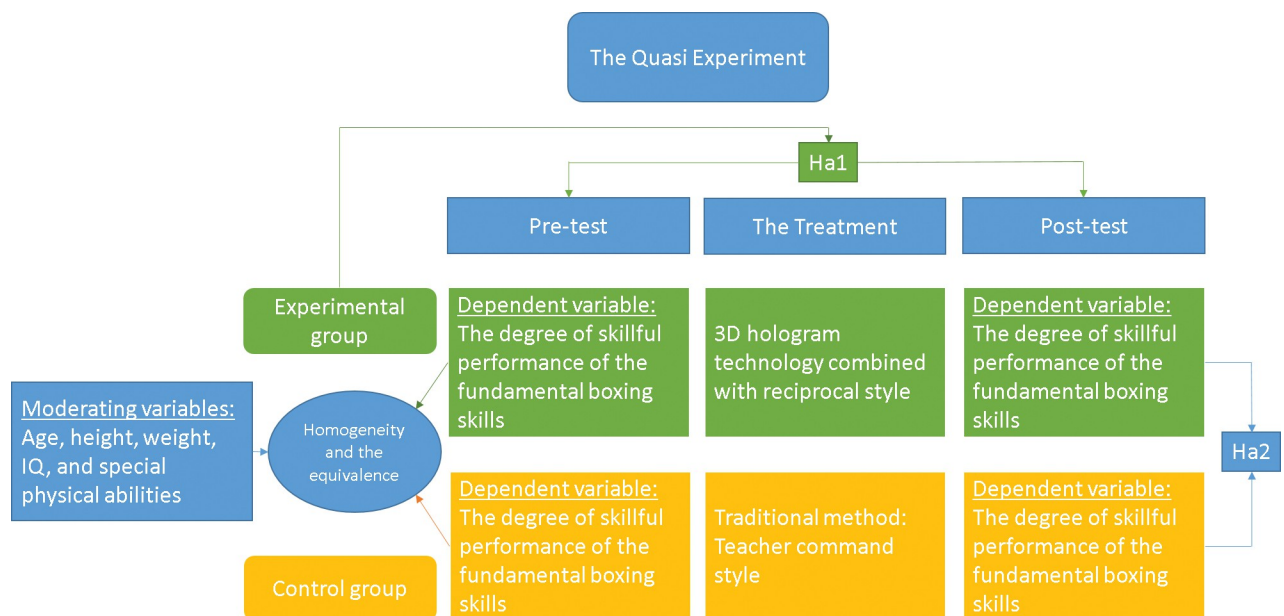 The Quasi Experiment
Ha1
Pre-test
The Treatment
Post-test
Experimental
group
Dependent variable:
The degree of skillful
performance of the
fundamental boxing
skills
3D hologram
technology combined
with reciprocal style
Dependent variable:
The degree of skillful
performance of the
fundamental boxing
skills
Moderating variables:
Age, height, weight,
IQ, and special
physical abilities
Homogeneity
and the
equivalence
Ha2
Control group
Dependent variable:
The degree of skillful
performance of the
fundamental boxing
skills
Traditional method:
Teacher command
style
Dependent variable:
The degree of skillful
performance of the
fundamental boxing
skills